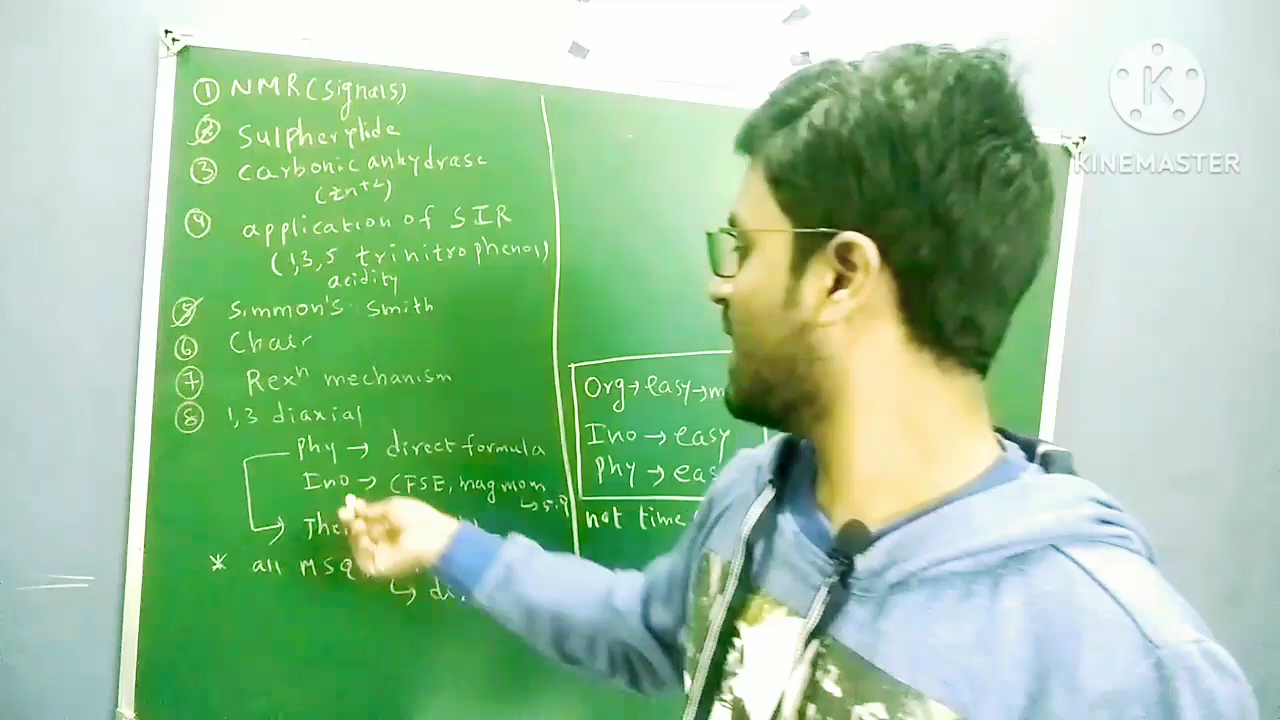 ① NMR (signals)
② sulpherylide
③ carbonic anhydrase
(zn+2)
④ application of SIR
(1,3,5 trinitrophenol)
acidity
⑤ simmon's smith
⑥ Chair
⑦ Rexⁿ mechanism
⑧ 1,3 diaxial
Phy → direct formula
Ino → CFSE, mag mom
↳ 5.9
* all MSQ
Org → easy →
Ino → easy
Phy →
not time
K
KINEMASTER